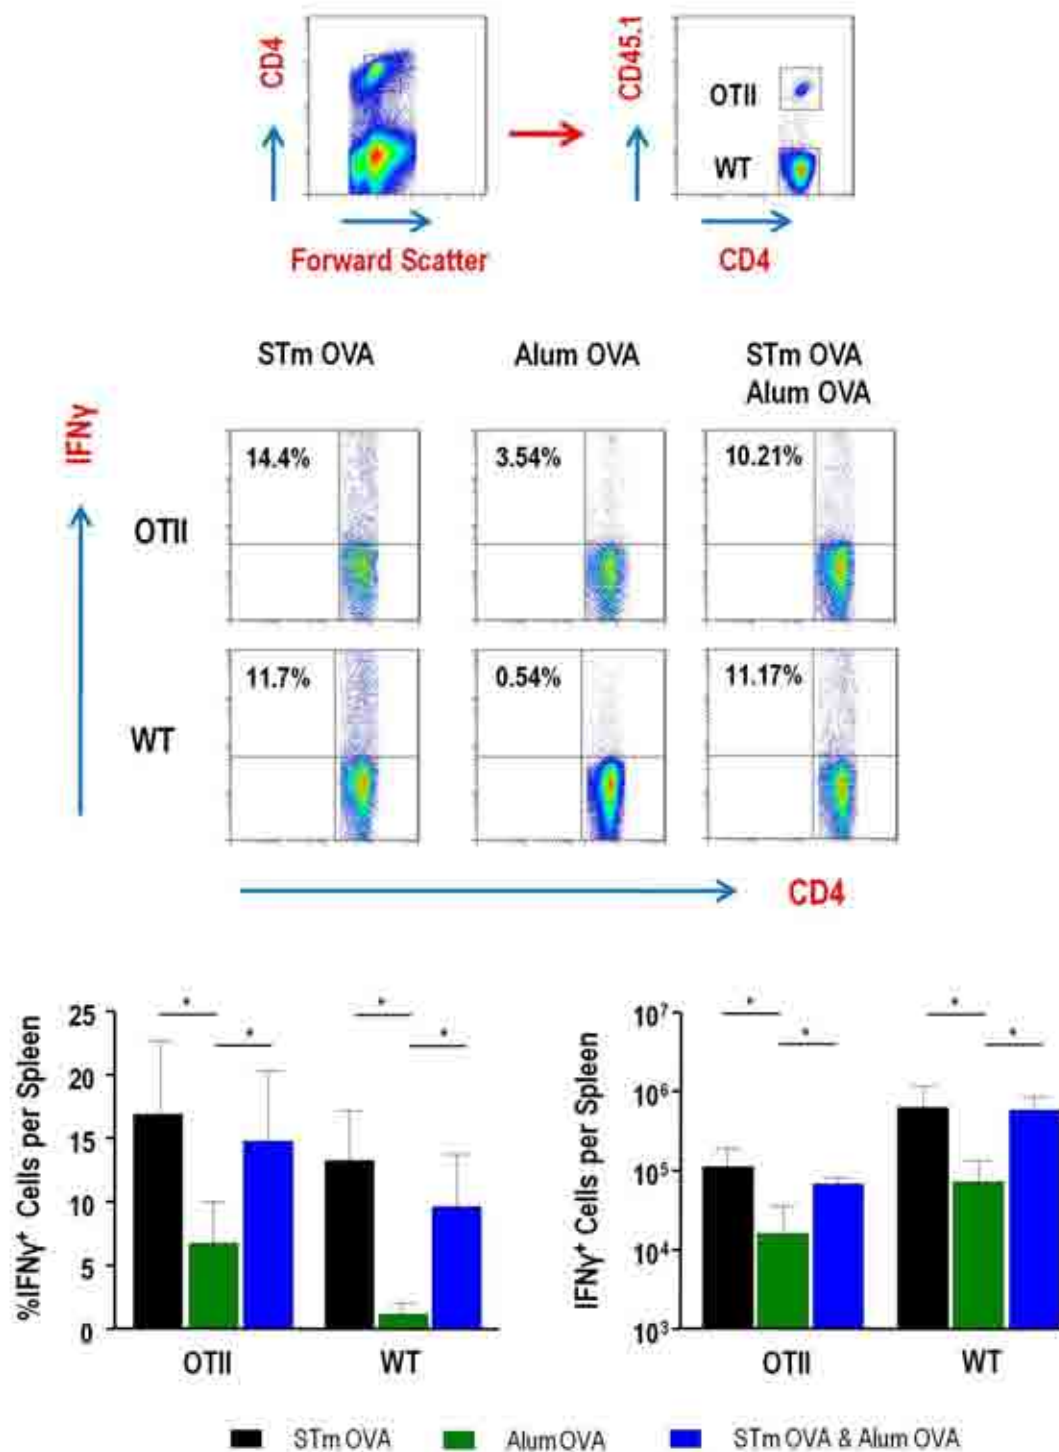 CD4
CD45.1
OTII
WT
Forward Scatter
CD4
STm OVA
Alum OVA
STm OVA
Alum OVA
IFNγ
14.4%
3.54%
10.21%
OTII
11.7%
0.54%
11.17%
WT
CD4
%IFNγ+ Cells per Spleen
25
20
15
10
5
0
* * * *
OTII
WT
IFNγ+ Cells per Spleen
10⁷
10⁶
10⁵
10⁴
10³
* * * *
OTII
WT
STm OVA
Alum OVA
STm OVA & Alum OVA